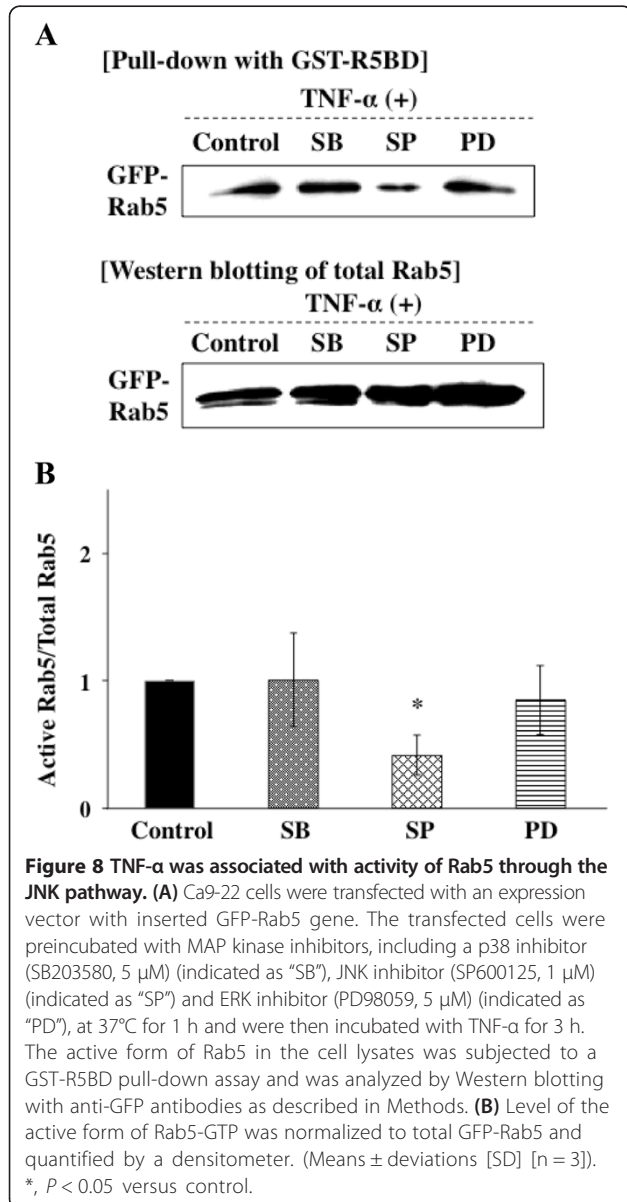 A
[Pull-down with GST-R5BD]
TNF-α (+)
Control SB SP PD
GFP-
Rab5
[Western blotting of total Rab5]
TNF-α (+)
Control SB SP PD
GFP-
Rab5
B
Active Rab5/Total Rab5
2
1
0
*
Control SB SP PD
Figure 8 TNF-α was associated with activity of Rab5 through the
JNK pathway. (A) Ca9-22 cells were transfected with an expression
vector with inserted GFP-Rab5 gene. The transfected cells were
preincubated with MAP kinase inhibitors, including a p38 inhibitor
(SB203580, 5 μM) (indicated as “SB”), JNK inhibitor (SP600125, 1 μM)
(indicated as “SP”) and ERK inhibitor (PD98059, 5 μM) (indicated as
“PD”), at 37°C for 1 h and were then incubated with TNF-α for 3 h.
The active form of Rab5 in the cell lysates was subjected to a
GST-R5BD pull-down assay and was analyzed by Western blotting
with anti-GFP antibodies as described in Methods. (B) Level of the
active form of Rab5-GTP was normalized to total GFP-Rab5 and
quantified by a densitometer. (Means ± deviations [SD] [n = 3]).
*, P < 0.05 versus control.